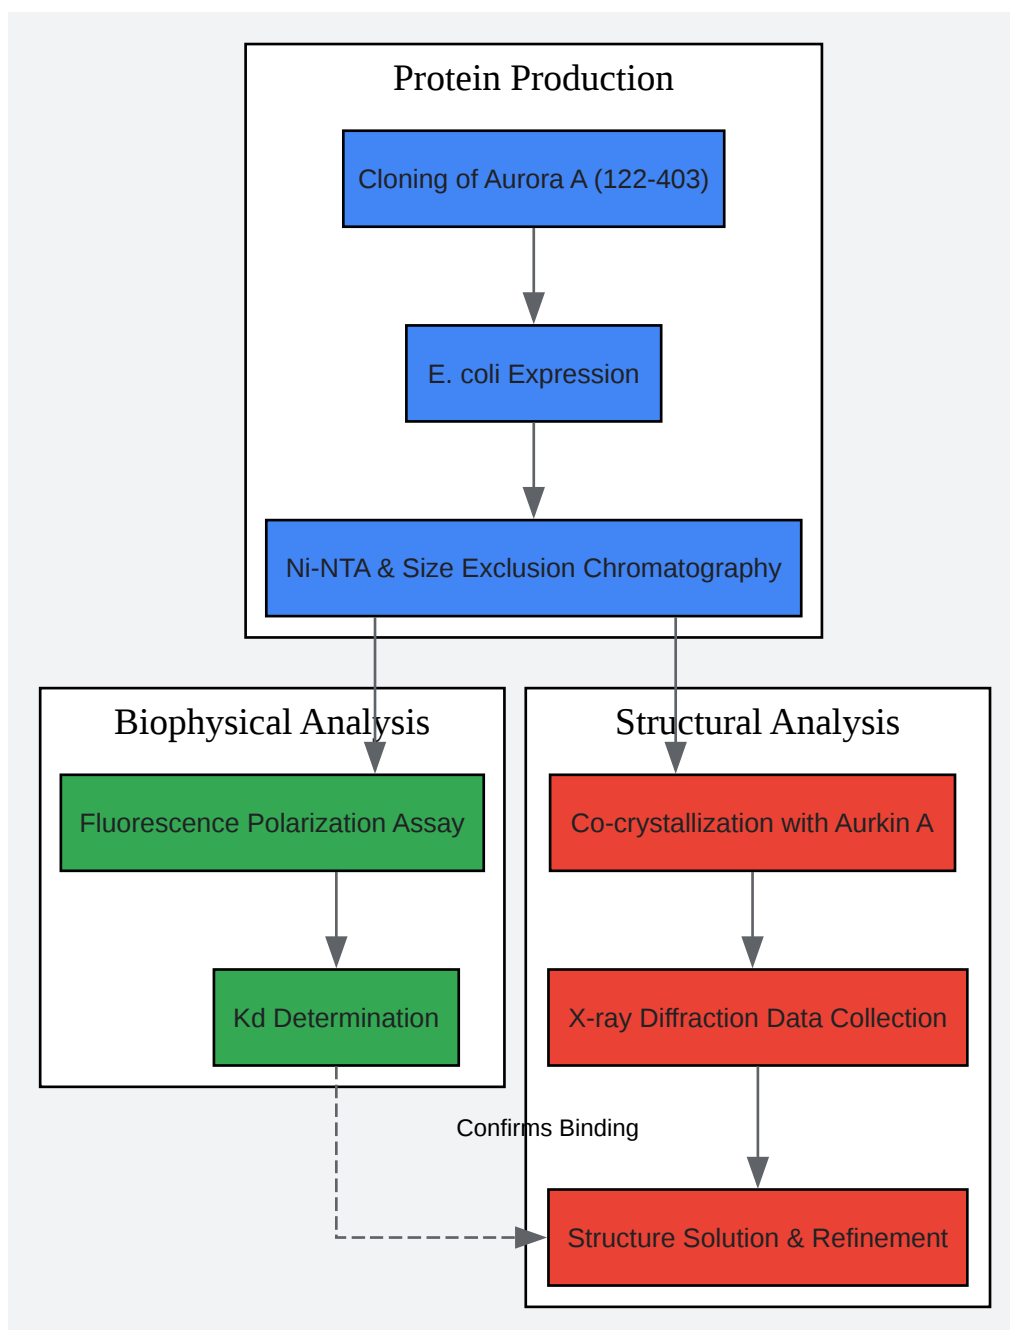 Protein Production
Cloning of Aurora A (122-403)
E. coli Expression
Ni-NTA & Size Exclusion Chromatography
Biophysical Analysis
Fluorescence Polarization Assay
Kd Determination
Structural Analysis
Co-crystallization with Aurkin A
X-ray Diffraction Data Collection
Confirms Binding
Structure Solution & Refinement